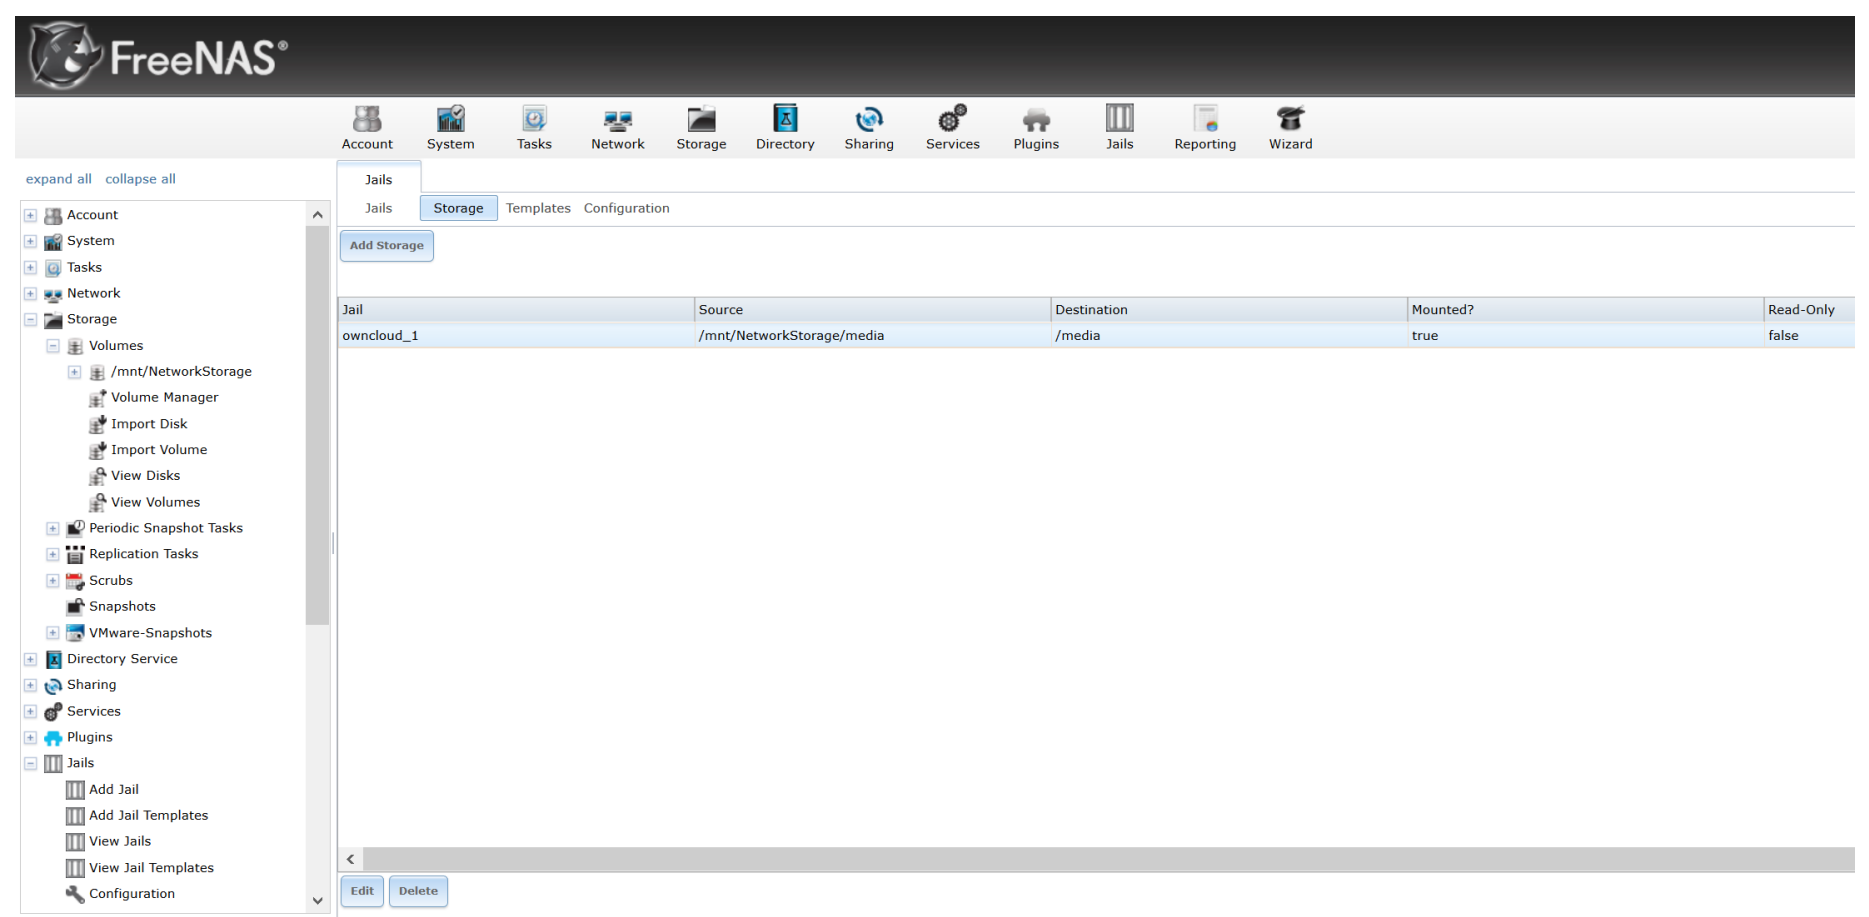 FreeNAS®
Account System Tasks Network Storage Directory Sharing Services Plugins Jails Reporting Wizard
expand all collapse all
Account
System
Tasks
Network
Storage
Volumes
/mnt/NetworkStorage
Volume Manager
Import Disk
Import Volume
View Disks
View Volumes
Periodic Snapshot Tasks
Replication Tasks
Scrubs
Snapshots
VMware-Snapshots
Directory Service
Sharing
Services
Plugins
Jails
Add Jail
Add Jail Templates
View Jails
View Jail Templates
Configuration
Jails
Jails Storage Templates Configuration
Add Storage
Jail Source Destination Mounted? Read-Only
owncloud_1 /mnt/NetworkStorage/media /media true false
Edit Delete